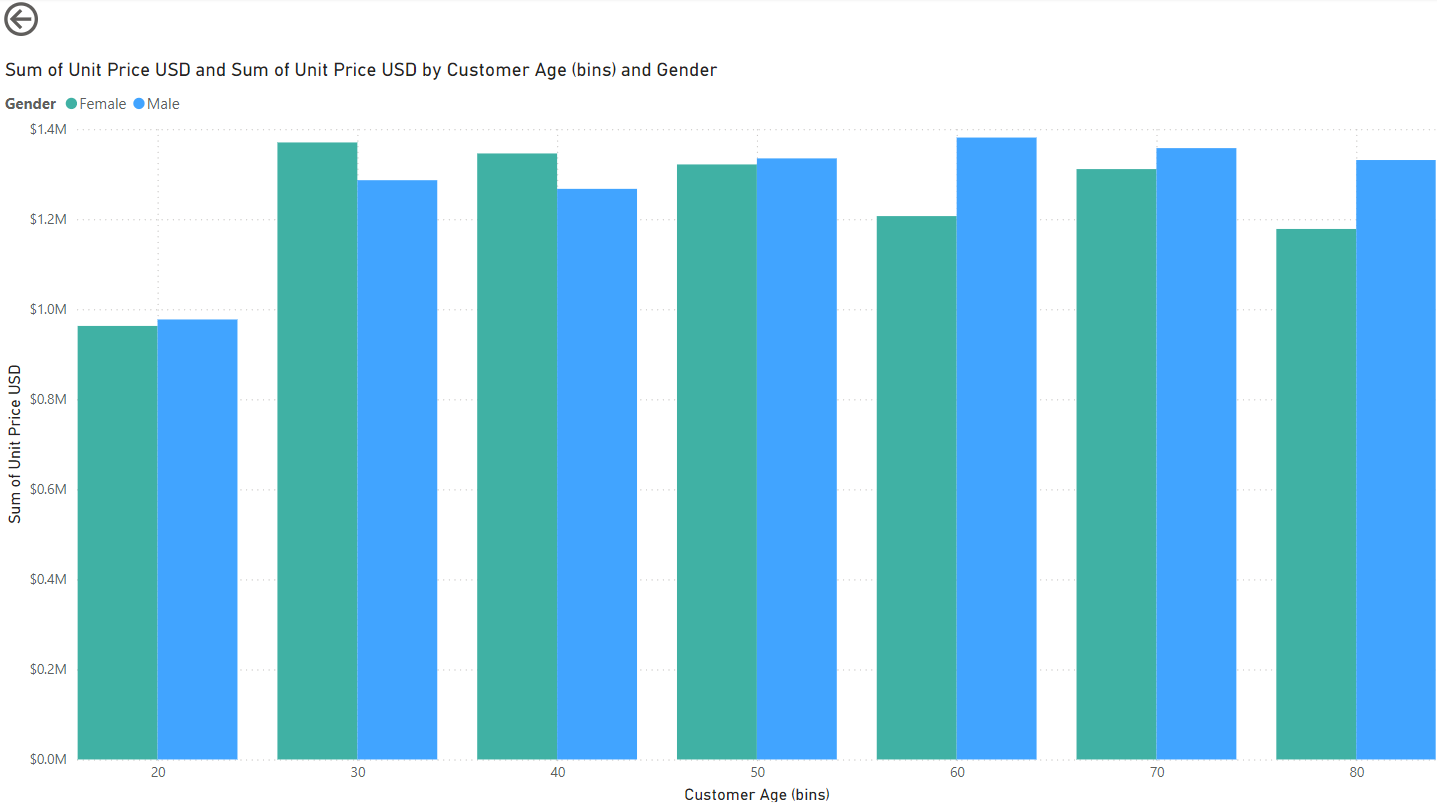 Sum of Unit Price USD and Sum of Unit Price USD by Customer Age (bins) and Gender
Gender Female Male
$1.4M
$1.2M
$1.0M
$0.8M
$0.6M
$0.4M
$0.2M
$0.0M
Sum of Unit Price USD
20 30 40 50 60 70 80
Customer Age (bins)